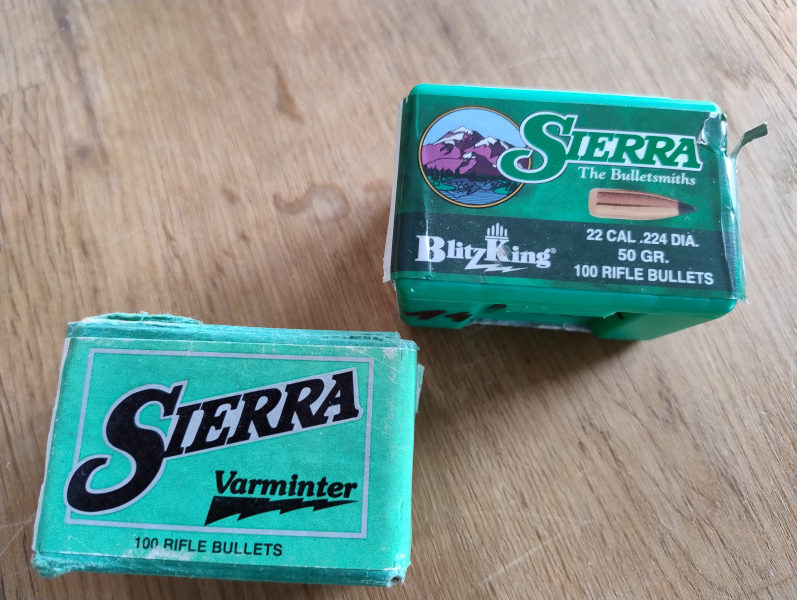 SIERRA
The Bulletsmiths
BlitzKing®
22 CAL .224 DIA.
50 GR.
100 RIFLE BULLETS
SIERRA
Varminter
100 RIFLE BULLETS